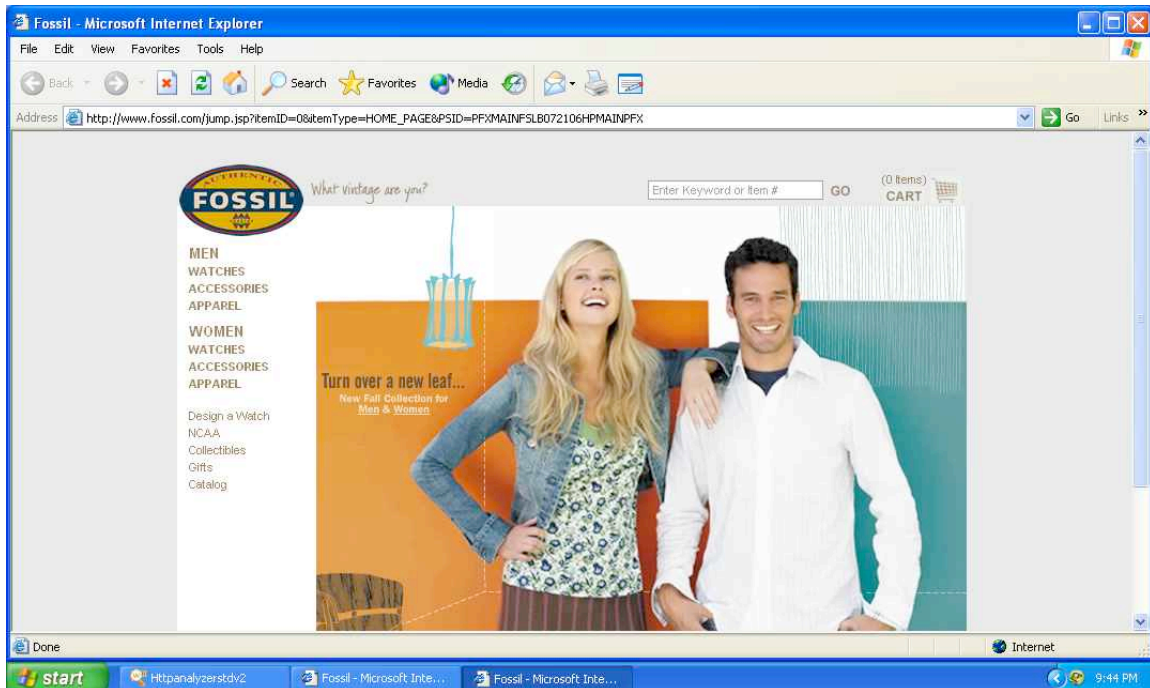 Fossil - Microsoft Internet Explorer
File Edit View Favorites Tools Help
Back Search Favorites Media
Address http://www.fossil.com/jump.jsp?itemID=0&itemType=HOME_PAGE&PSID=PFXMAINFSLB072106HPMAINPFX Go Links »
AUTHENTIC
FOSSIL
What vintage are you?
Enter Keyword or Item # GO
(0 Items)
CART
MEN
WATCHES
ACCESSORIES
APPAREL
WOMEN
WATCHES
ACCESSORIES
APPAREL
Design a Watch
NCAA
Collectibles
Gifts
Catalog
Turn over a new leaf...
New Fall Collection for
Men & Women
Done Internet
start Httpanalyzerstdv2 Fossil - Microsoft Inte... Fossil - Microsoft Inte... 9:44 PM